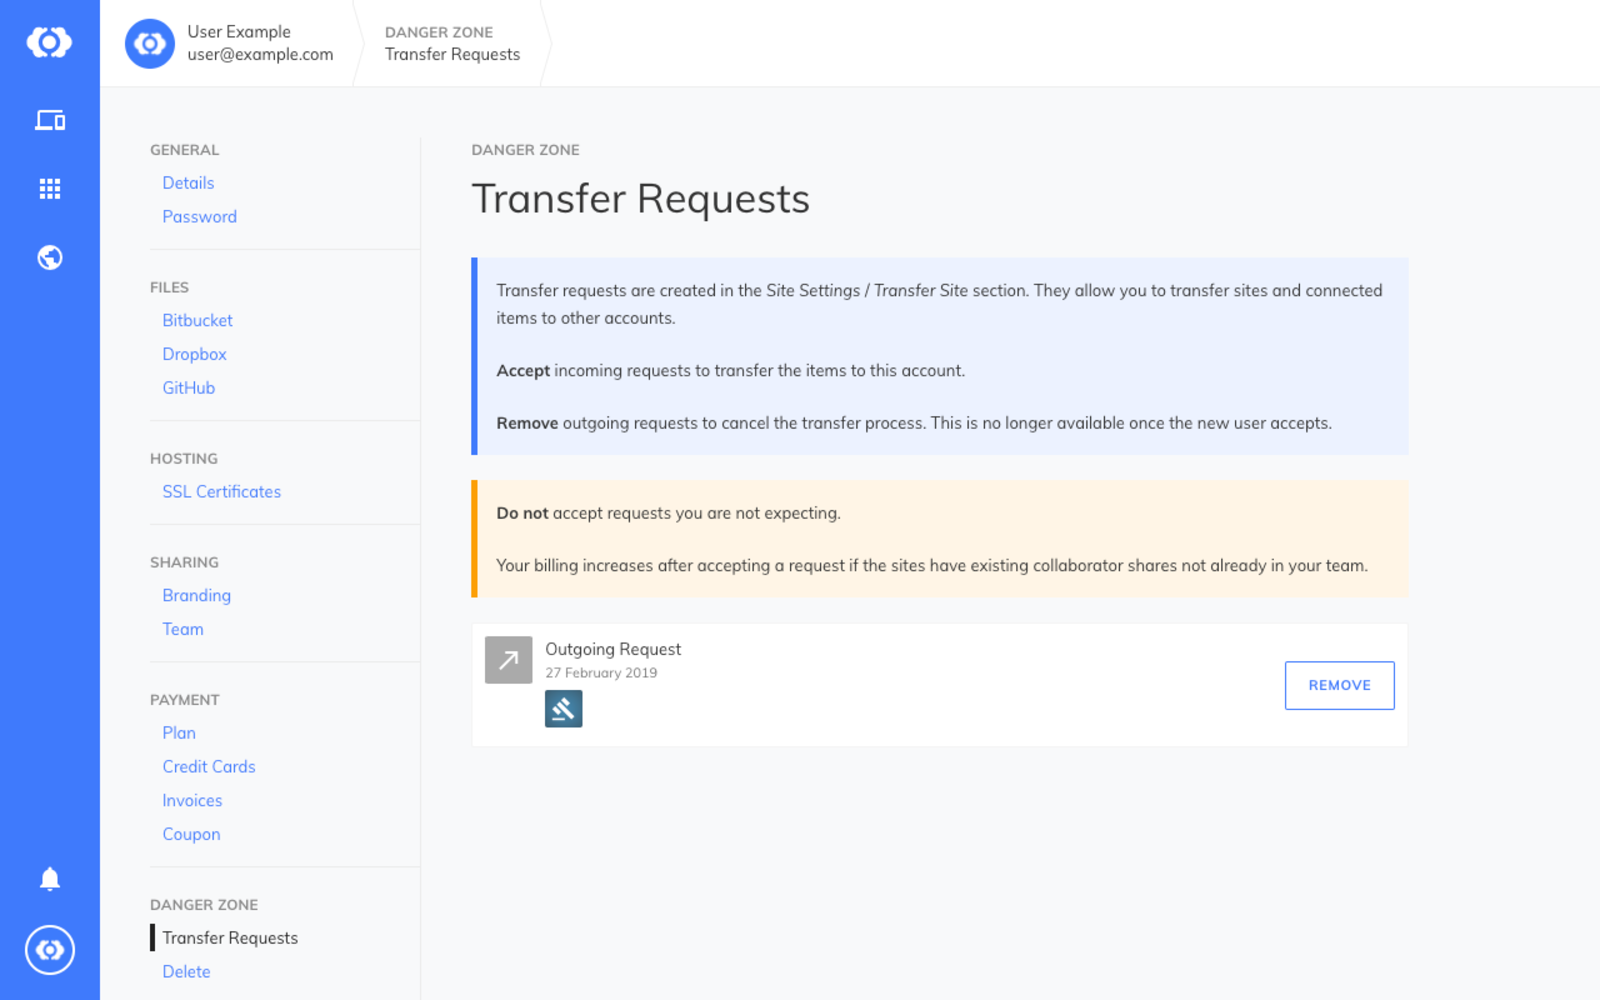 User Example
user@example.com
DANGER ZONE
Transfer Requests
GENERAL
Details
Password
FILES
Bitbucket
Dropbox
GitHub
HOSTING
SSL Certificates
SHARING
Branding
Team
PAYMENT
Plan
Credit Cards
Invoices
Coupon
DANGER ZONE
Transfer Requests
Delete
DANGER ZONE
Transfer Requests
Transfer requests are created in the Site Settings / Transfer Site section. They allow you to transfer sites and connected
items to other accounts.
Accept incoming requests to transfer the items to this account.
Remove outgoing requests to cancel the transfer process. This is no longer available once the new user accepts.
Do not accept requests you are not expecting.
Your billing increases after accepting a request if the sites have existing collaborator shares not already in your team.
Outgoing Request
27 February 2019
REMOVE